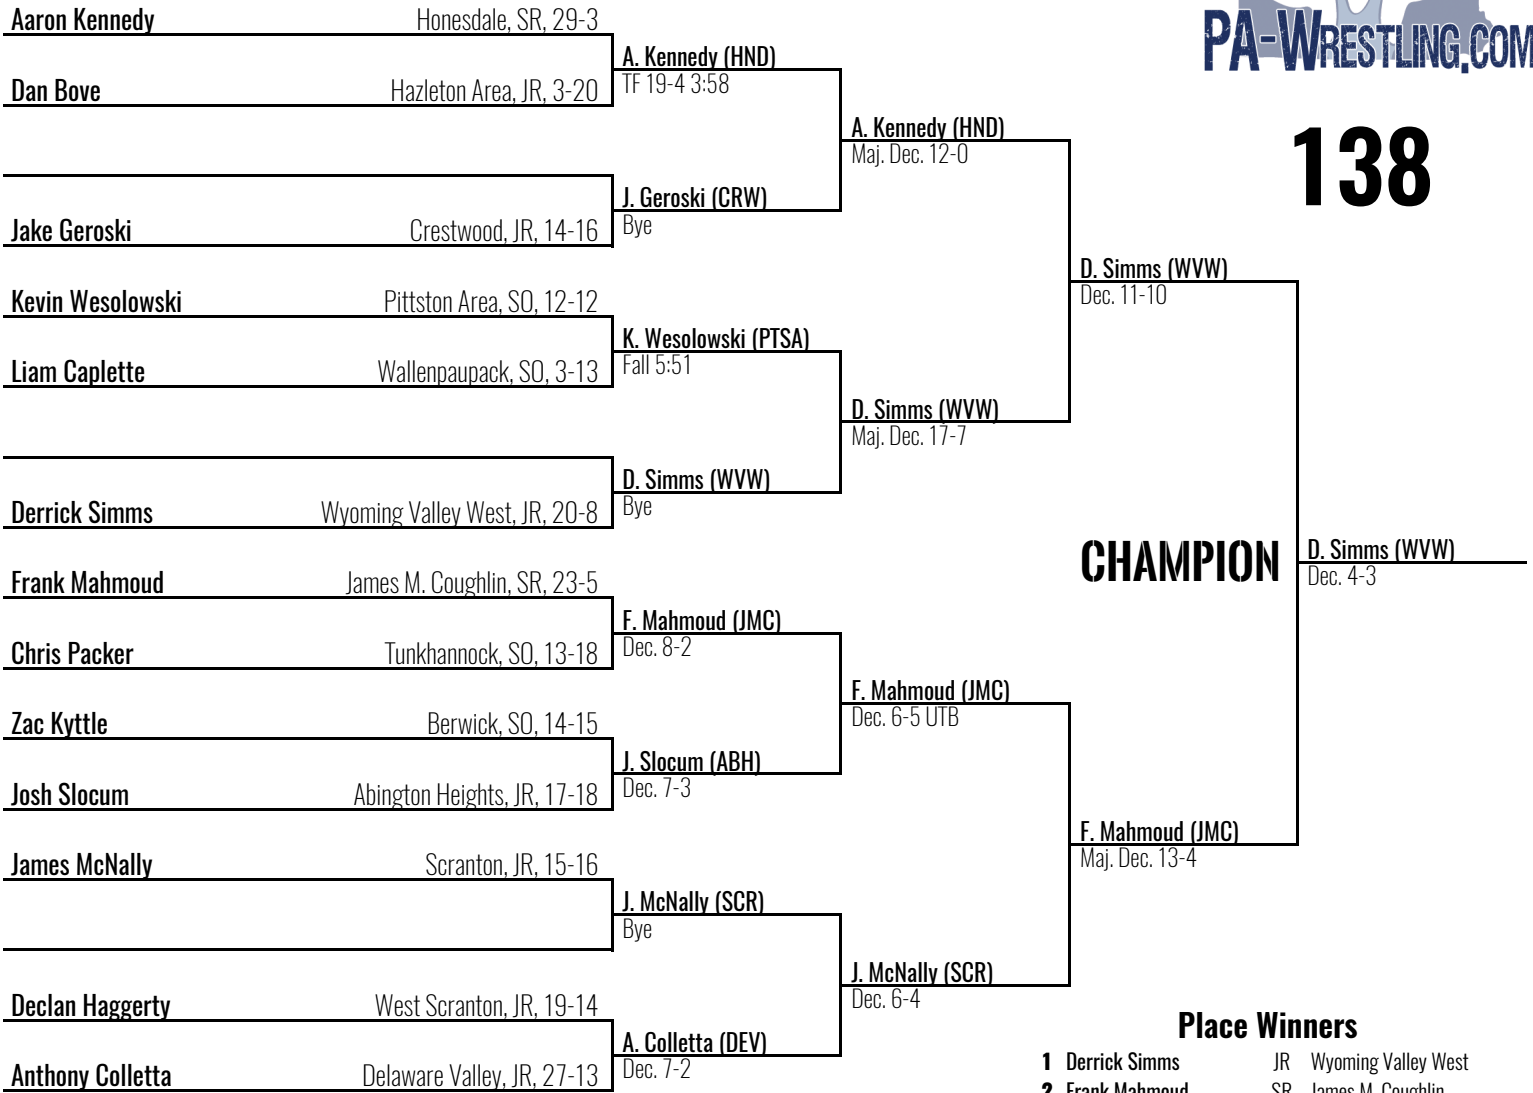 Aaron Kennedy Honesdale, SR, 29-3
PA-WRESTLING.COM
A. Kennedy (HND)
Dan Bove Hazleton Area, JR, 3-20
TF 19-4 3:58
A. Kennedy (HND)
Maj. Dec. 12-0
138
J. Geroski (CRW)
Jake Geroski Crestwood, JR, 14-16
Bye
D. Simms (WVW)
Dec. 11-10
Kevin Wesolowski Pittston Area, SO, 12-12
K. Wesolowski (PTSA)
Fall 5:51
Liam Caplette Wallenpaupack, SO, 3-13
D. Simms (WVW)
Maj. Dec. 17-7
D. Simms (WVW)
Bye
Derrick Simms Wyoming Valley West, JR, 20-8
CHAMPION
D. Simms (WVW)
Dec. 4-3
Frank Mahmoud James M. Coughlin, SR, 23-5
F. Mahmoud (JMC)
Dec. 8-2
Chris Packer Tunkhannock, SO, 13-18
F. Mahmoud (JMC)
Dec. 6-5 UTB
Zac Kyttle Berwick, SO, 14-15
J. Slocum (ABH)
Dec. 7-3
Josh Slocum Abington Heights, JR, 17-18
F. Mahmoud (JMC)
Maj. Dec. 13-4
James McNally Scranton, JR, 15-16
J. McNally (SCR)
Bye
J. McNally (SCR)
Dec. 6-4
Declan Haggerty West Scranton, JR, 19-14
A. Colletta (DEV)
Dec. 7-2
Anthony Colletta Delaware Valley, JR, 27-13
Place Winners
1 Derrick Simms JR Wyoming Valley West
2 Frank Mahmoud SR James M. Coughlin